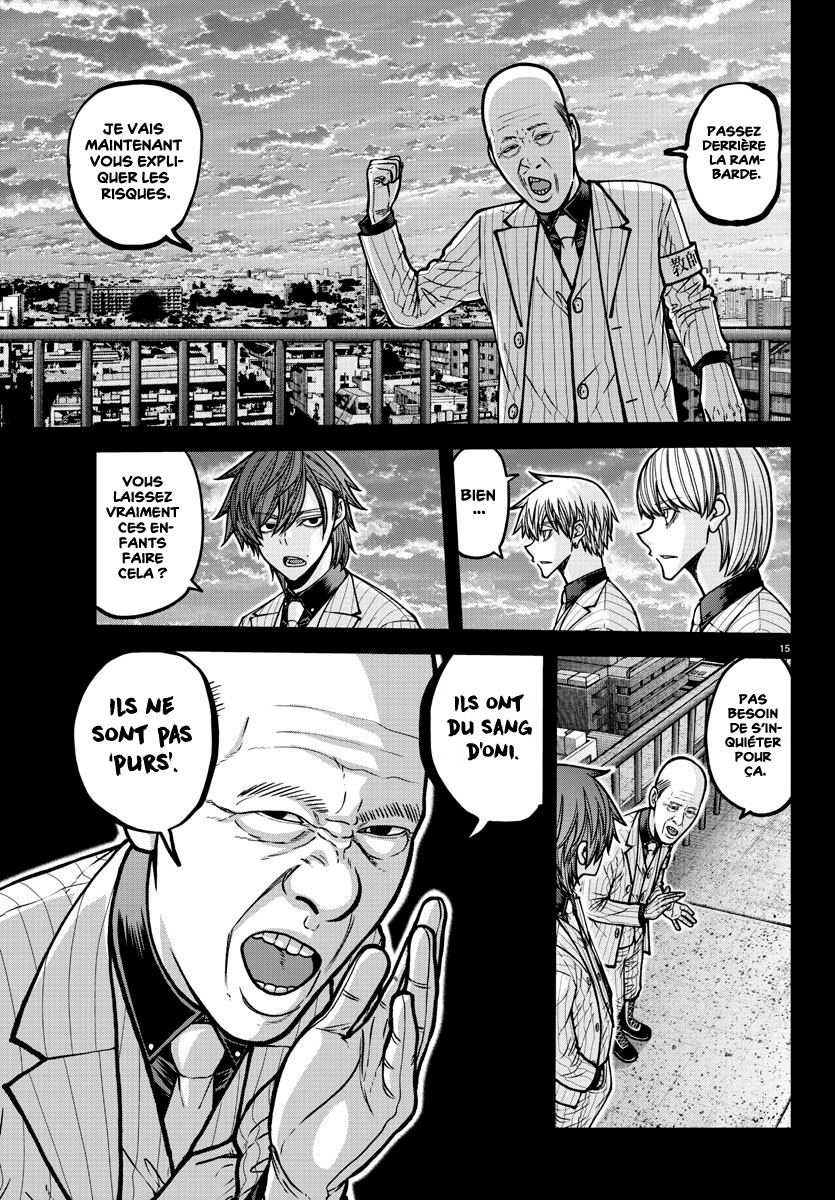 PASSEZ
DERRIÈRE
LA RAM-
BARDE.
教師
JE VAIS
MAINTENANT
VOUS EXPLI-
QUER LES
RISQUES.
BIEN
...
VOUS
LAISSEZ
VRAIMENT
CES EN-
FANTS
FAIRE
CELA ?
15
PAS
BESOIN
DE S'IN-
QUIÉTER
POUR
ÇA.
ILS ONT
DU SANG
D'ONI.
ILS NE
SONT PAS
'PURS'.